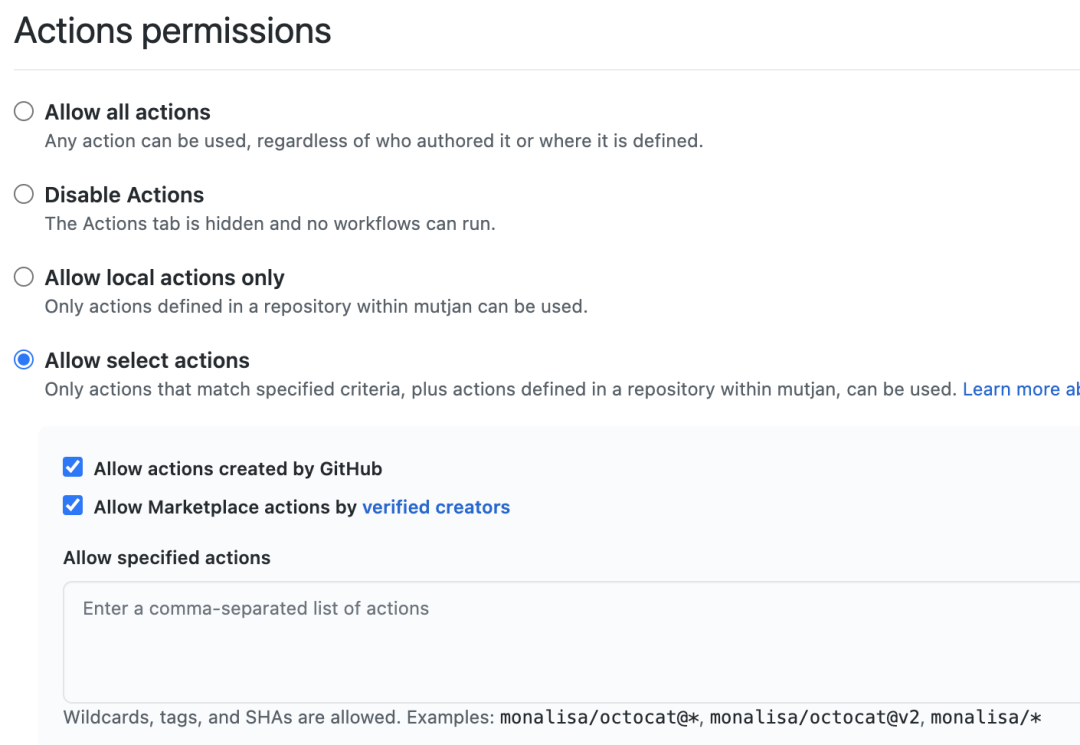 Actions permissions
Allow all actions
Any action can be used, regardless of who authored it or where it is defined.
Disable Actions
The Actions tab is hidden and no workflows can run.
Allow local actions only
Only actions defined in a repository within mutjan can be used.
Allow select actions
Only actions that match specified criteria, plus actions defined in a repository within mutjan, can be used. Learn more
Allow actions created by GitHub
Allow Marketplace actions by verified creators
Allow specified actions
Enter a comma-separated list of actions
Wildcards, tags, and SHAs are allowed. Examples: monalisa/octocat@*, monalisa/octocat@v2, monalisa/*